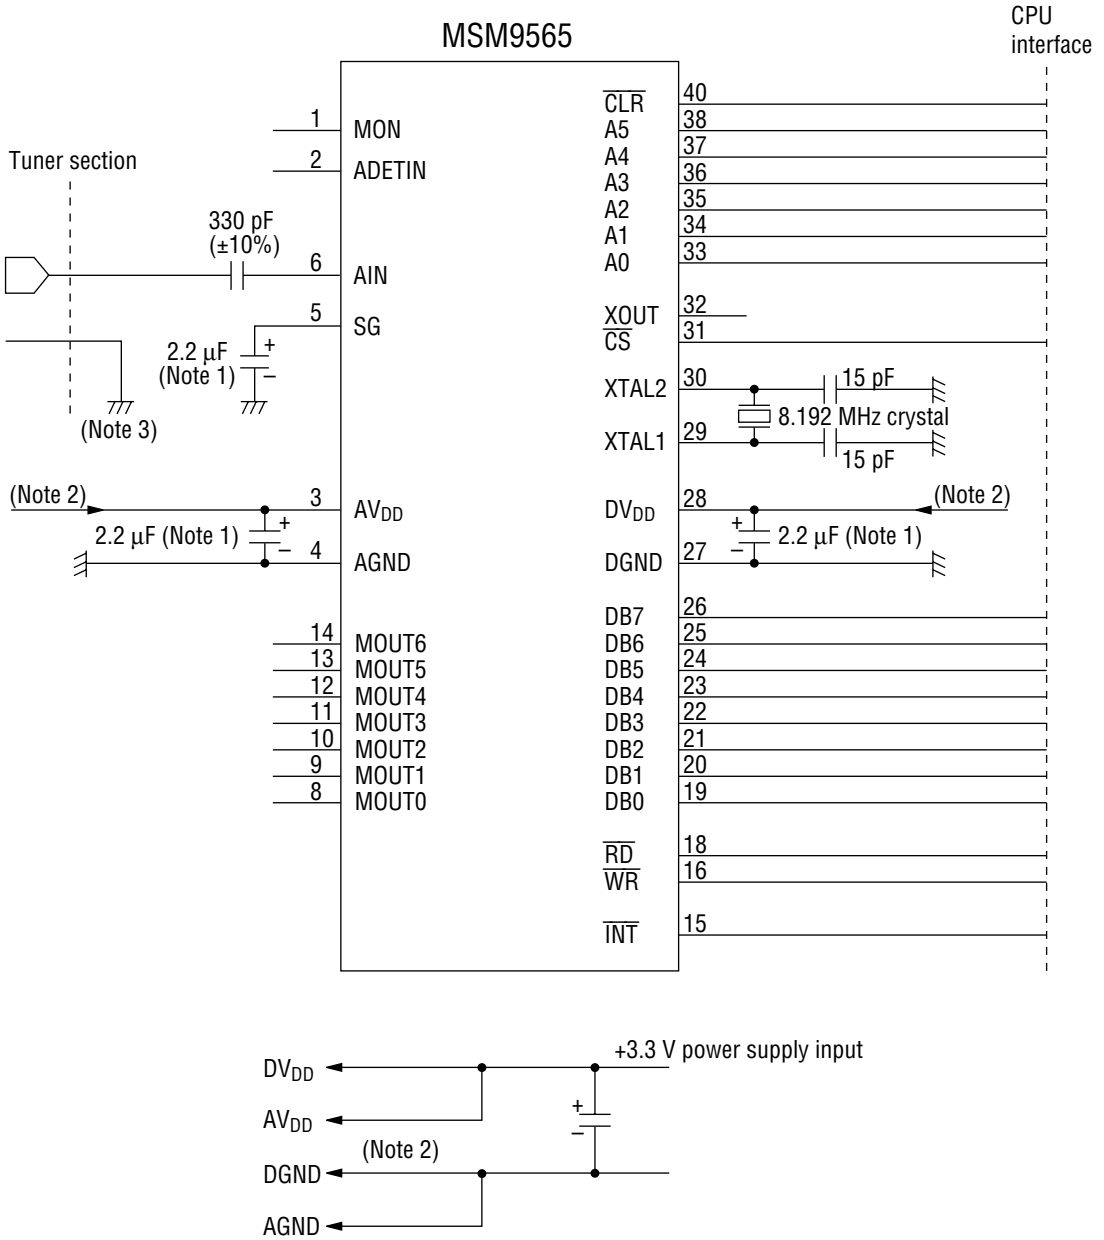 MSM9565
CPU
interface
Tuner section
1
MON
2
ADETIN
330 pF
(±10%)
6
AIN
5
SG
2.2 μF
(Note 1)
+
–
(Note 3)
(Note 2)
3
AVDD
2.2 μF (Note 1)
+
–
4
AGND
14
MOUT6
13
MOUT5
12
MOUT4
11
MOUT3
10
MOUT2
9
MOUT1
8
MOUT0
CLR
40
A5
38
A4
37
A3
36
A2
35
A1
34
A0
33
XOUT
32
CS
31
XTAL2
30
15 pF
8.192 MHz crystal
XTAL1
29
15 pF
DVDD
28
(Note 2)
+
–
2.2 μF (Note 1)
DGND
27
DB7
26
DB6
25
DB5
24
DB4
23
DB3
22
DB2
21
DB1
20
DB0
19
RD
18
WR
16
INT
15
+3.3 V power supply input
DVDD
+
–
AVDD
(Note 2)
DGND
AGND